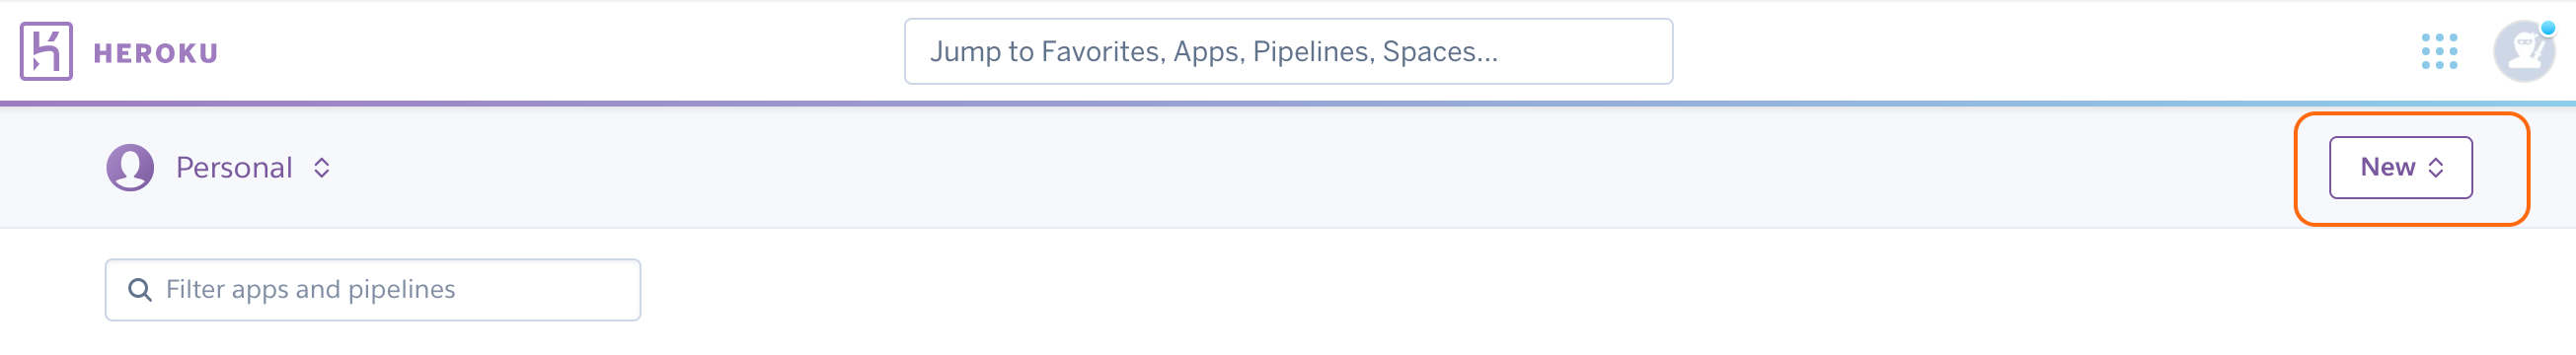 HEROKU
Jump to Favorites, Apps, Pipelines, Spaces...
Personal
New
Filter apps and pipelines